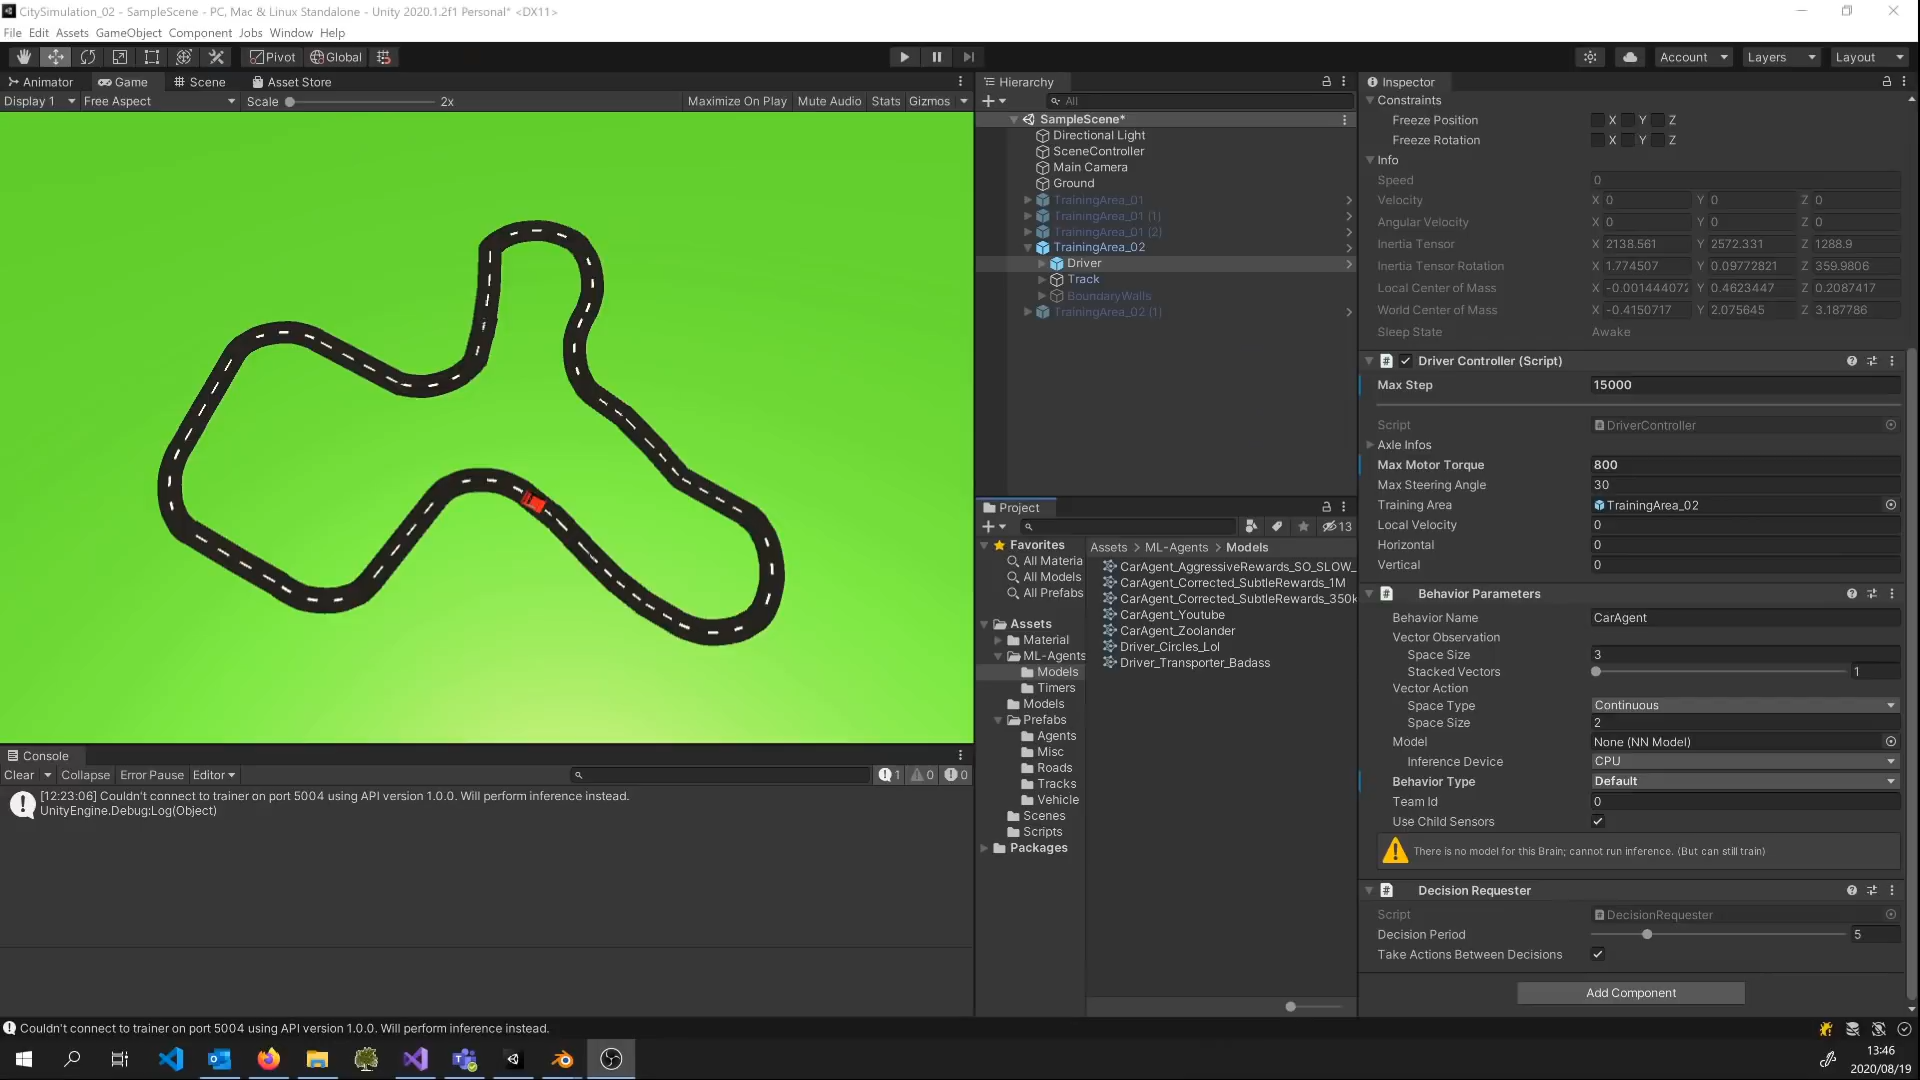 CitySimulation_02 - SampleScene - PC, Mac & Linux Standalone - Unity 2020.1.2f1 Personal* <DX11>
File Edit Assets GameObject Component Jobs Window Help
Pivot Global Account Layers Layout
Animator Game Scene Asset Store
Display 1 Free Aspect Scale 2x Maximize On Play Mute Audio Stats Gizmos
Hierarchy
All
SampleScene*
Directional Light
SceneController
Main Camera
Ground
TrainingArea_01
TrainingArea_01 (1)
TrainingArea_01 (2)
TrainingArea_02
Driver
Track
BoundaryWalls
TrainingArea_02 (1)
Project
13
Favorites
All Materia
All Models
All Prefabs
Assets
Material
ML-Agents
Models
Timers
Models
Prefabs
Agents
Misc
Roads
Tracks
Vehicle
Scenes
Scripts
Packages
Assets > ML-Agents > Models
CarAgent_AggressiveRewards_SO_SLOW_
CarAgent_Corrected_SubtleRewards_1M
CarAgent_Corrected_SubtleRewards_350k
CarAgent_Youtube
CarAgent_Zoolander
Driver_Circles_Lol
Driver_Transporter_Badass
Inspector
Constraints
Freeze Position X Y Z
Freeze Rotation X Y Z
Info
Speed 0
Velocity X 0 Y 0 Z 0
Angular Velocity X 0 Y 0 Z 0
Inertia Tensor X 2138.561 Y 2572.331 Z 1288.9
Inertia Tensor Rotation X 1.774507 Y 0.09772821 Z 359.9806
Local Center of Mass X -0.001444072 Y 0.4623447 Z 0.2087417
World Center of Mass X -0.4150717 Y 2.075645 Z 3.187786
Sleep State Awake
Driver Controller (Script)
Max Step 15000
Script DriverController
Axle Infos
Max Motor Torque 800
Max Steering Angle 30
Training Area TrainingArea_02
Local Velocity 0
Horizontal 0
Vertical 0
Behavior Parameters
Behavior Name CarAgent
Vector Observation
Space Size 3
Stacked Vectors 1
Vector Action
Space Type Continuous
Space Size 2
Model None (NN Model)
Inference Device CPU
Behavior Type Default
Team Id 0
Use Child Sensors
There is no model for this Brain; cannot run inference. (But can still train)
Decision Requester
Script DecisionRequester
Decision Period 5
Take Actions Between Decisions
Add Component
Console
Clear Collapse Error Pause Editor 1 0 0
[12:23:06] Couldn't connect to trainer on port 5004 using API version 1.0.0. Will perform inference instead.
UnityEngine.Debug:Log(Object)
Couldn't connect to trainer on port 5004 using API version 1.0.0. Will perform inference instead.
13:46
2020/08/19